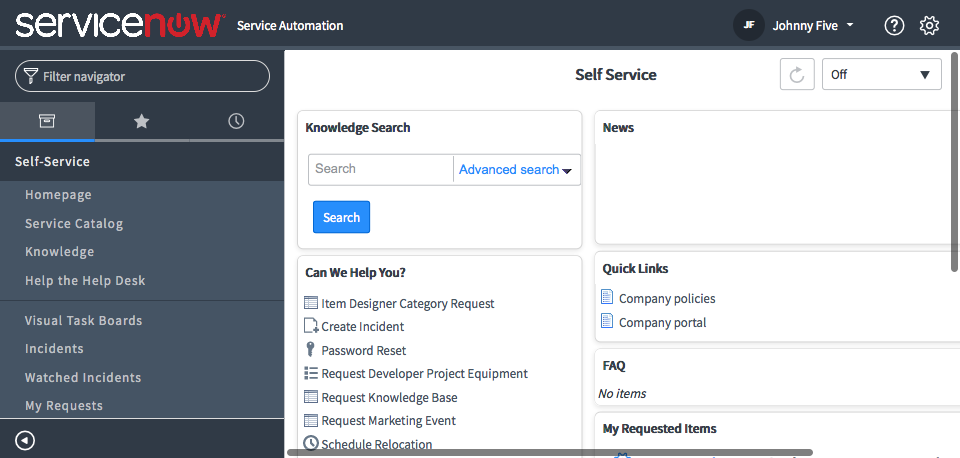 servicenow Service Automation JF Johnny Five
Filter navigator
Self-Service
Homepage
Service Catalog
Knowledge
Help the Help Desk
Visual Task Boards
Incidents
Watched Incidents
My Requests
Self Service
Off
Knowledge Search
Search Advanced search
Search
Can We Help You?
Item Designer Category Request
Create Incident
Password Reset
Request Developer Project Equipment
Request Knowledge Base
Request Marketing Event
Schedule Relocation
News
Quick Links
Company policies
Company portal
FAQ
No items
My Requested Items